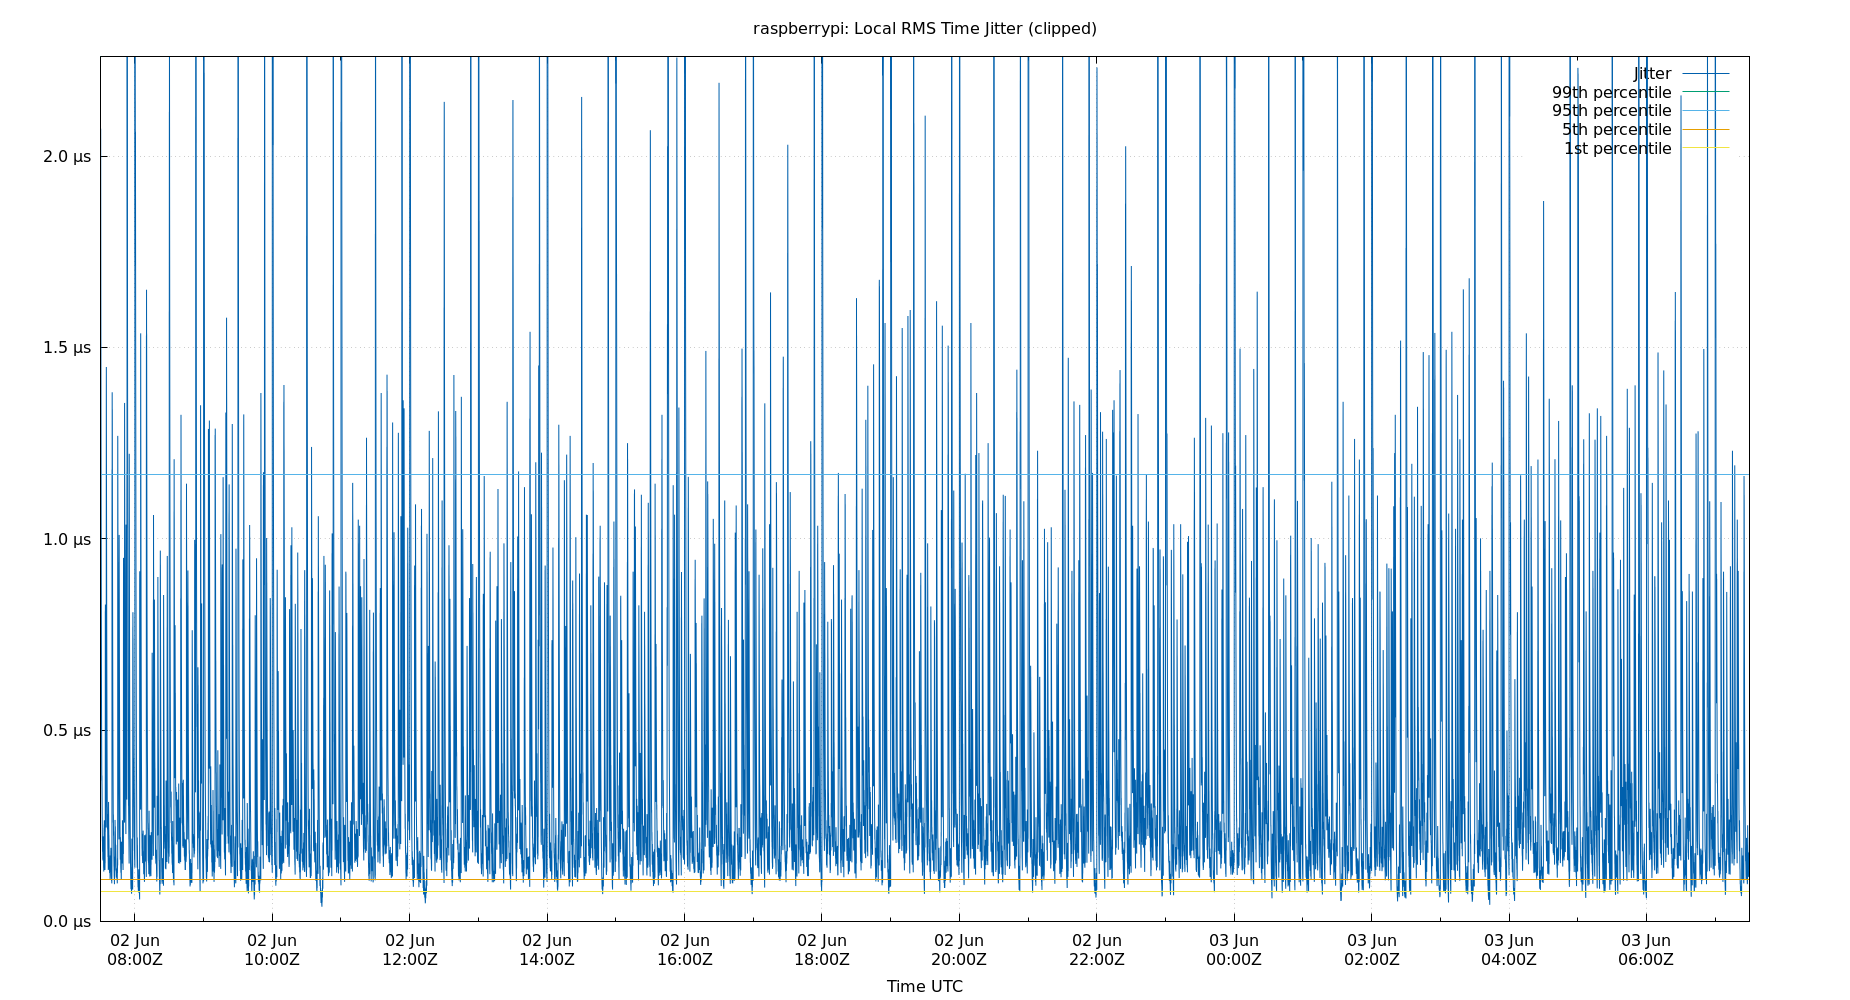 raspberrypi: Local RMS Time Jitter (clipped)
Jitter
99th percentile
95th percentile
5th percentile
1st percentile
2.0 μs
1.5 μs
1.0 μs
0.5 μs
0.0 μs
02 Jun 02 Jun 02 Jun 02 Jun 02 Jun 02 Jun 02 Jun 02 Jun 03 Jun 03 Jun 03 Jun 03 Jun
08:00Z 10:00Z 12:00Z 14:00Z 16:00Z 18:00Z 20:00Z 22:00Z 00:00Z 02:00Z 04:00Z 06:00Z
Time UTC